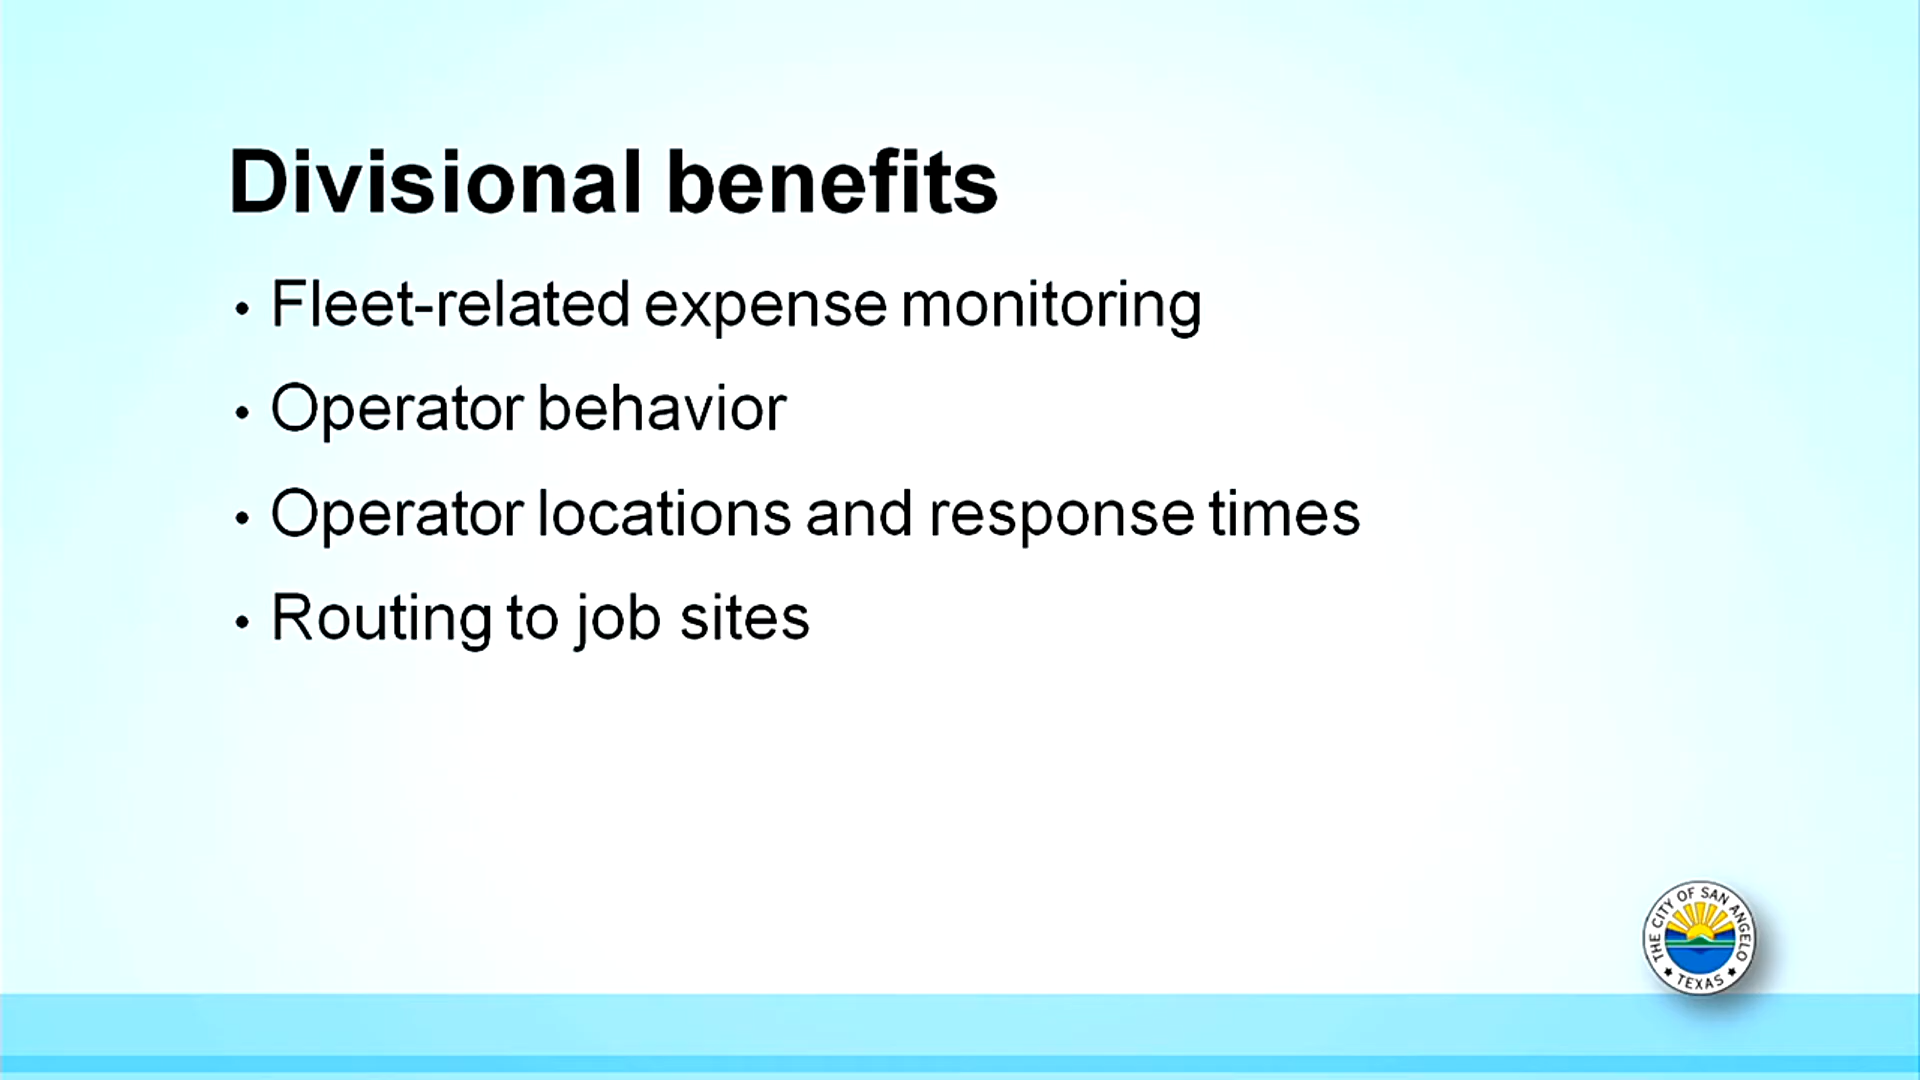 Divisional benefits
• Fleet-related expense monitoring
• Operator behavior
• Operator locations and response times
• Routing to job sites
THE CITY OF SAN ANGELO
TEXAS